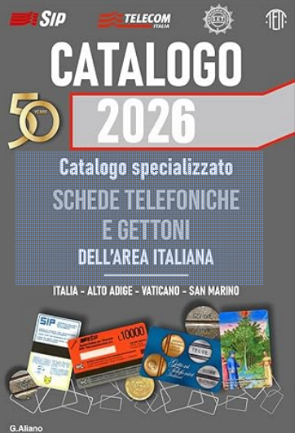 SIP
TELECOM
ITALIA
CATALOGO
50
2026
Catalogo specializzato
SCHEDE TELEFONICHE
E GETTONI
DELL'AREA ITALIANA
ITALIA - ALTO ADIGE - VATICANO - SAN MARINO
SIP
£10000
G.Aliano